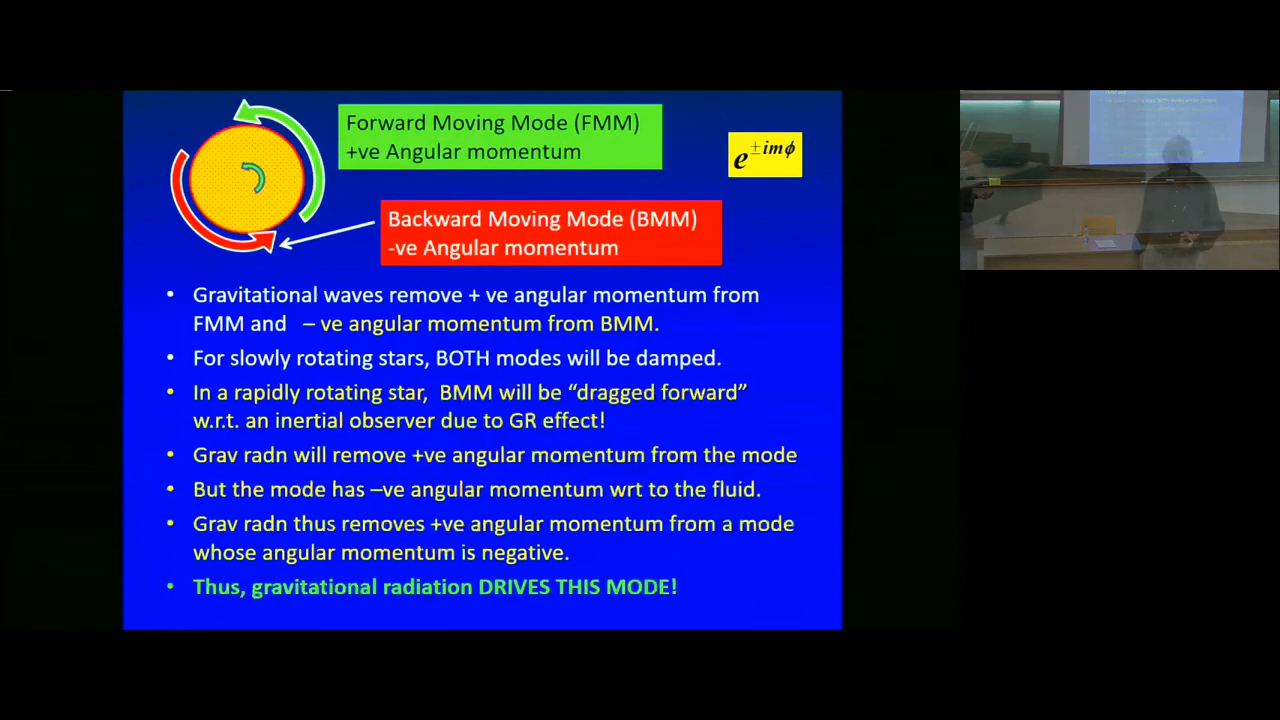 Forward Moving Mode (FMM)
+ve Angular momentum
e^{±imϕ}
Backward Moving Mode (BMM)
-ve Angular momentum
• Gravitational waves remove + ve angular momentum from
FMM and – ve angular momentum from BMM.
• For slowly rotating stars, BOTH modes will be damped.
• In a rapidly rotating star, BMM will be “dragged forward”
w.r.t. an inertial observer due to GR effect!
• Grav radn will remove +ve angular momentum from the mode
• But the mode has –ve angular momentum wrt to the fluid.
• Grav radn thus removes +ve angular momentum from a mode
whose angular momentum is negative.
• Thus, gravitational radiation DRIVES THIS MODE!